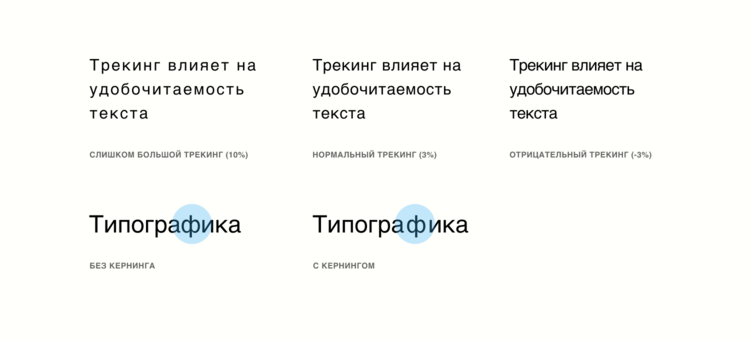 Трекинг влияет на
удобочитаемость
текста
СЛИШКОМ БОЛЬШОЙ ТРЕКИНГ (10%)
Трекинг влияет на
удобочитаемость
текста
НОРМАЛЬНЫЙ ТРЕКИНГ (3%)
Трекинг влияет на
удобочитаемость
текста
ОТРИЦАТЕЛЬНЫЙ ТРЕКИНГ (-3%)
Типографика
БЕЗ КЕРНИНГА
Типографика
С КЕРНИНГОМ